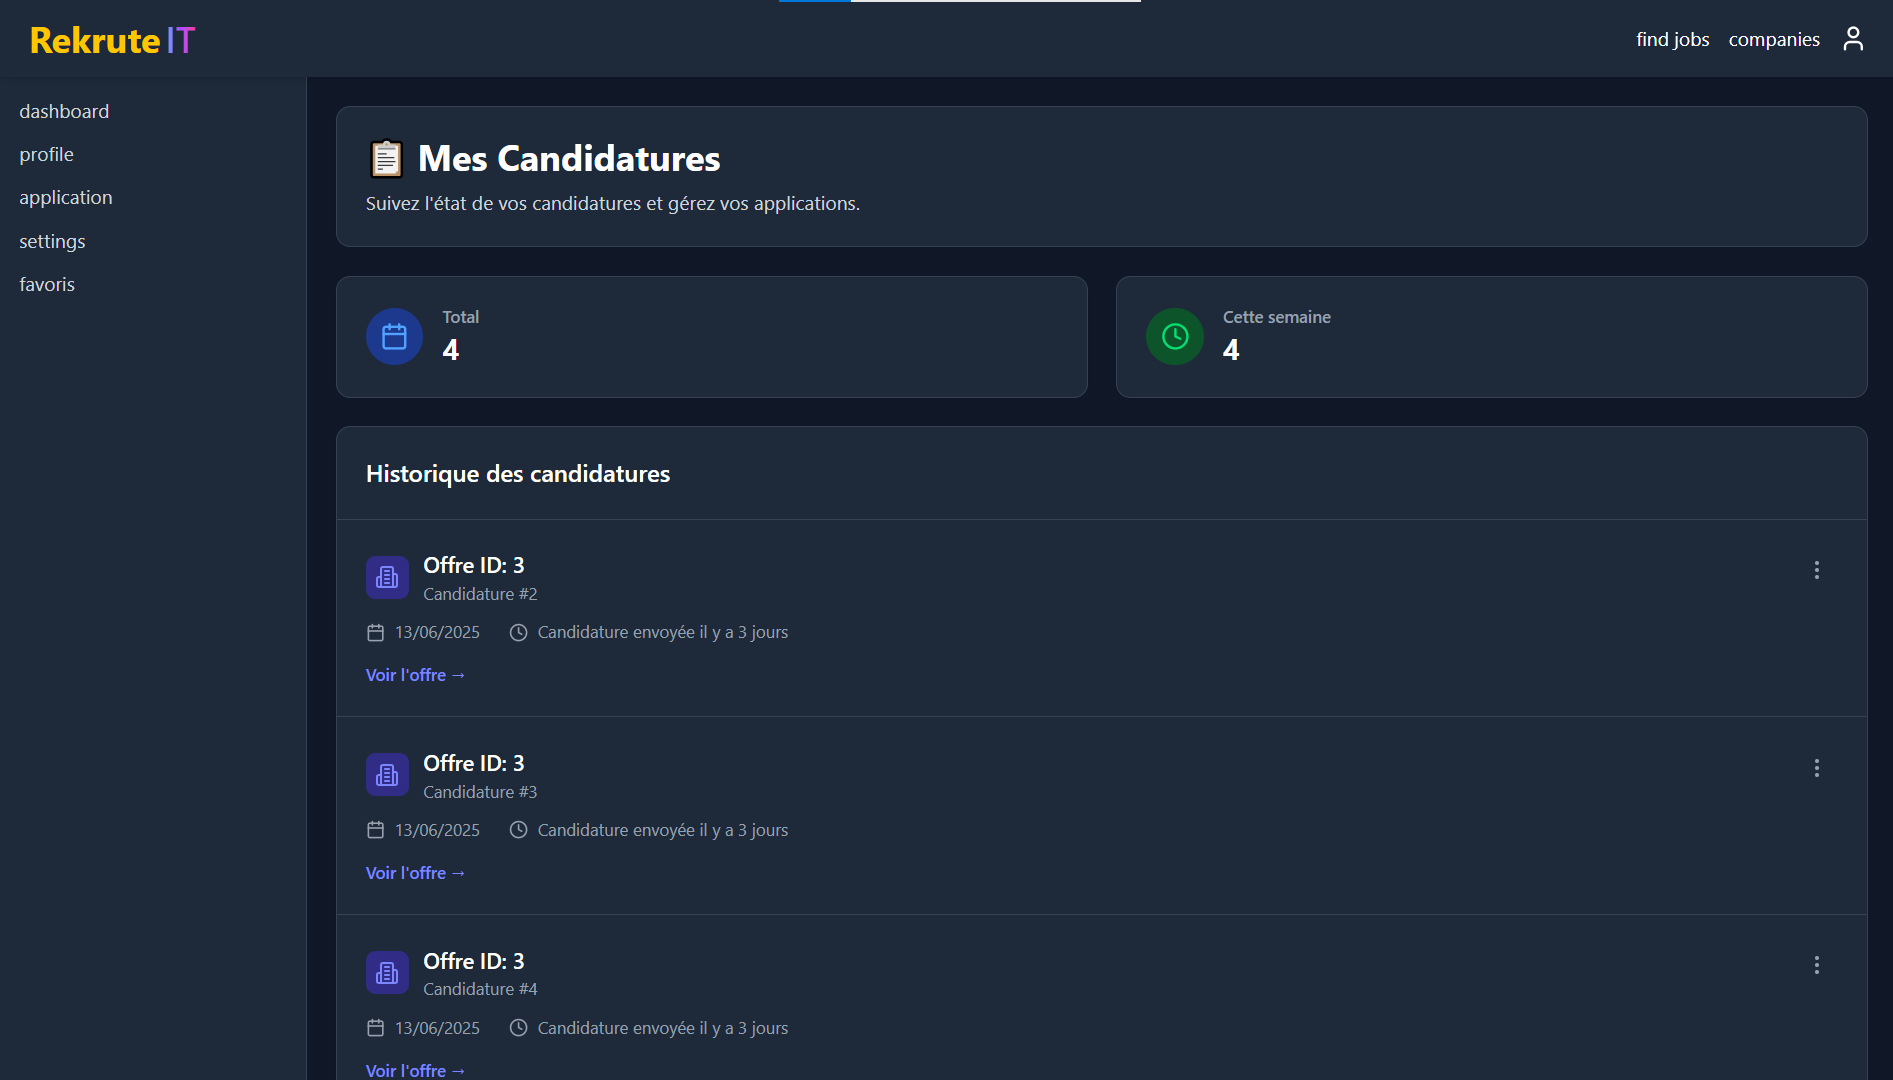 Rekrute IT
find jobs
companies
dashboard
profile
application
settings
favoris
📋 Mes Candidatures
Suivez l'état de vos candidatures et gérez vos applications.
Total
4
Cette semaine
4
Historique des candidatures
Offre ID: 3
Candidature #2
13/06/2025
Candidature envoyée il y a 3 jours
Voir l'offre →
Offre ID: 3
Candidature #3
13/06/2025
Candidature envoyée il y a 3 jours
Voir l'offre →
Offre ID: 3
Candidature #4
13/06/2025
Candidature envoyée il y a 3 jours
Voir l'offre →